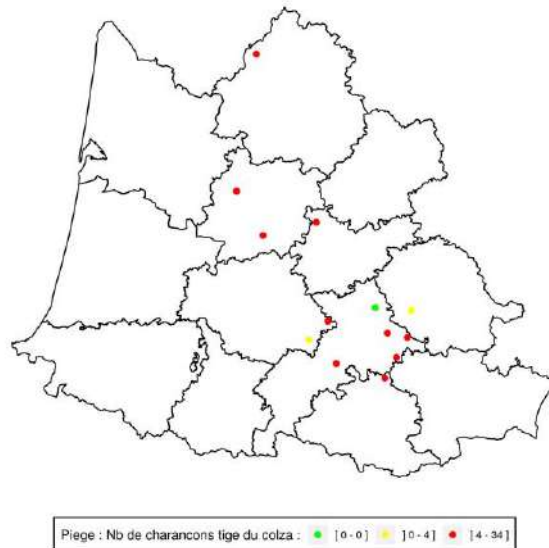 Piege : Nb de charancons tige du colza : [ 0 - 0 ] ] 0 - 4 ] ] 4 - 34 ]